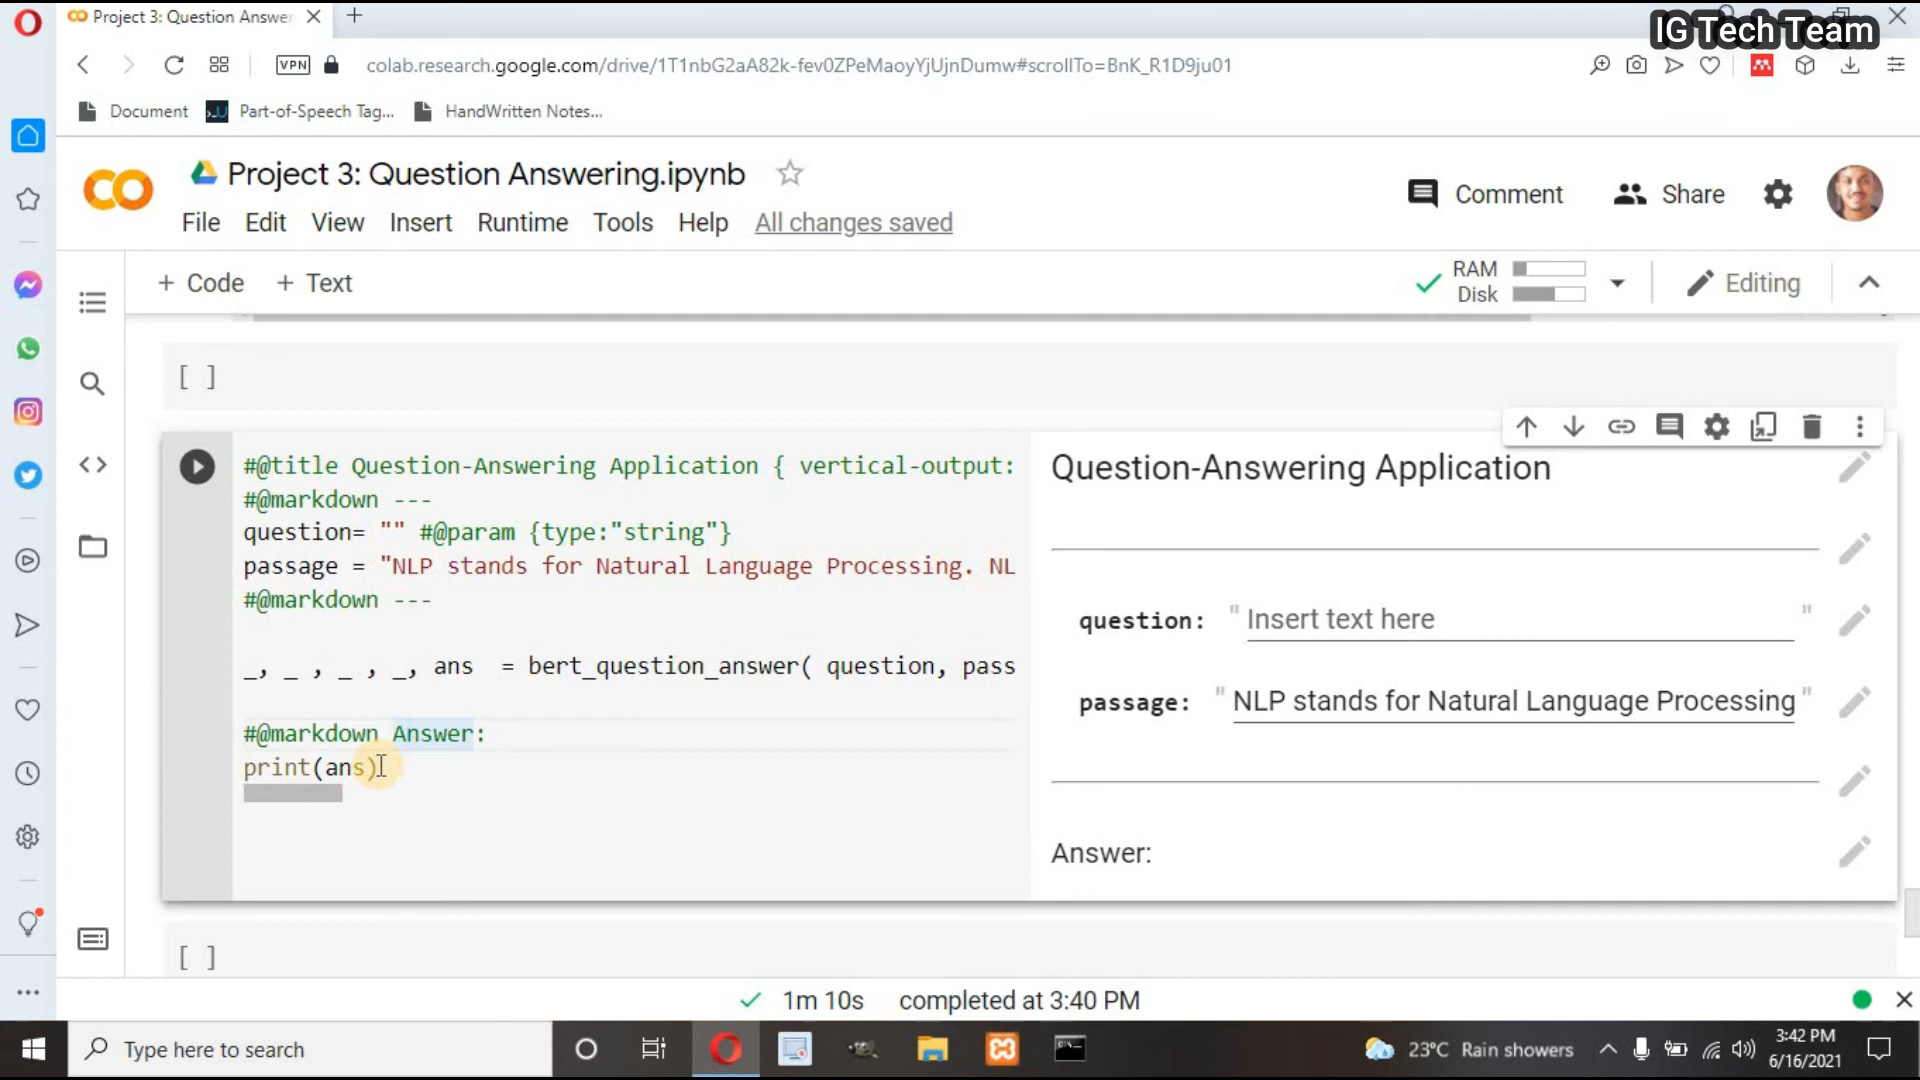 Project 3: Question Answer
IG Tech Team
VPN
colab.research.google.com/drive/1T1nbG2aA82k-fev0ZPeMaoyYjUjnDumw#scrollTo=BnK_R1D9ju01
Document
Part-of-Speech Tag...
HandWritten Notes...
CO
Project 3: Question Answering.ipynb
Comment
Share
File Edit View Insert Runtime Tools Help All changes saved
+ Code + Text
RAM
Disk
Editing
[ ]
#@title Question-Answering Application { vertical-output:
#@markdown ---
question= "" #@param {type:"string"}
passage = "NLP stands for Natural Language Processing. NL
#@markdown ---
_, _ , _ , _, ans = bert_question_answer( question, pass
#@markdown Answer:
print(ans)
Question-Answering Application
question: "Insert text here"
passage: "NLP stands for Natural Language Processing"
Answer:
[ ]
1m 10s completed at 3:40 PM
Type here to search
23°C Rain showers
3:42 PM
6/16/2021